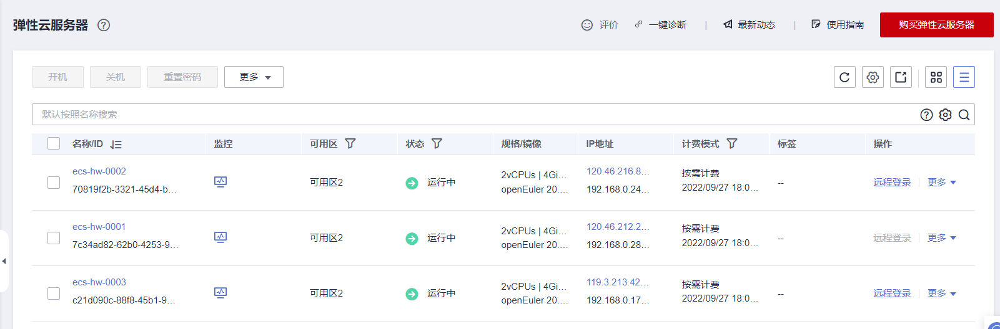 弹性云服务器
评价 一键诊断 最新动态 使用指南 购买弹性云服务器
开机 关机 重置密码 更多
默认按照名称搜索
名称/ID 监控 可用区 状态 规格/镜像 IP地址 计费模式 标签 操作
ecs-hw-0002
70819f2b-3321-45d4-b...
可用区2
运行中
2vCPUs | 4Gi...
openEuler 20....
120.46.216.8...
192.168.0.24...
按需计费
2022/09/27 18:0...
--
远程登录 更多
ecs-hw-0001
7c34ad82-62b0-4253-9...
可用区2
运行中
2vCPUs | 4Gi...
openEuler 20....
120.46.212.2...
192.168.0.28...
按需计费
2022/09/27 18:0...
--
远程登录 更多
ecs-hw-0003
c21d090c-88f8-45b1-9...
可用区2
运行中
2vCPUs | 4Gi...
openEuler 20....
119.3.213.42...
192.168.0.17...
按需计费
2022/09/27 18:0...
--
远程登录 更多